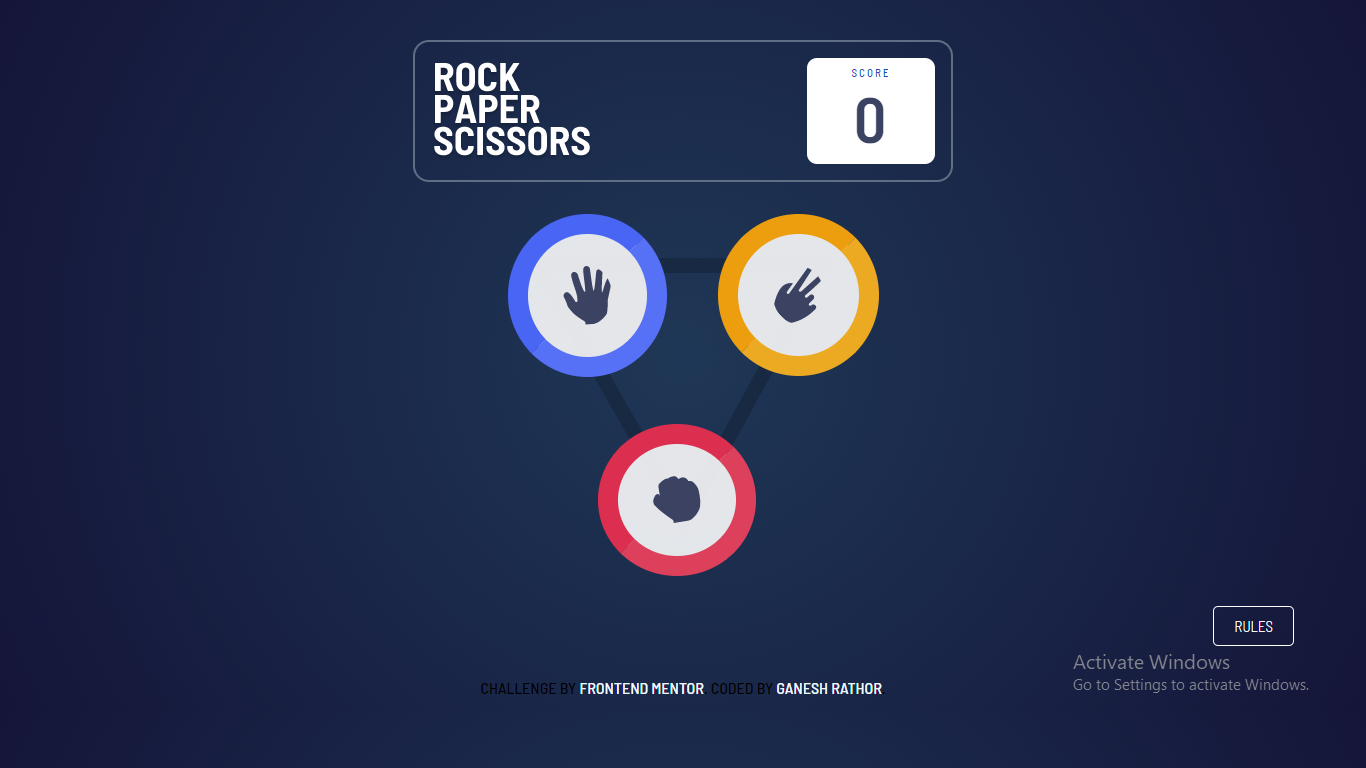 ROCK
PAPER
SCISSORS
SCORE
0
RULES
Activate Windows
Go to Settings to activate Windows.
CHALLENGE BY FRONTEND MENTOR. CODED BY GANESH RATHOR.